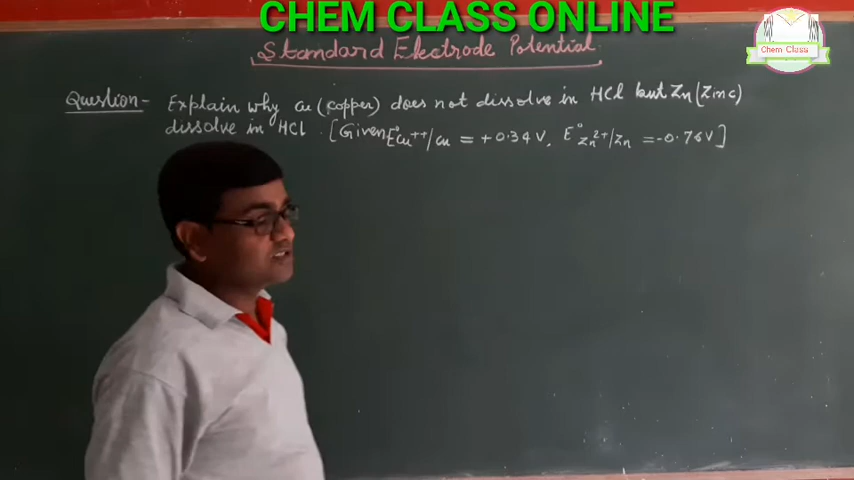 CHEM CLASS ONLINE
Standard Electrode Potential
Chem Class
Question - Explain why cu (copper) does not dissolve in HCl but Zn (Zinc)
dissolve in HCl. [Given E°Cu++/Cu = +0.34 V, E°Zn2+/Zn = -0.76V]